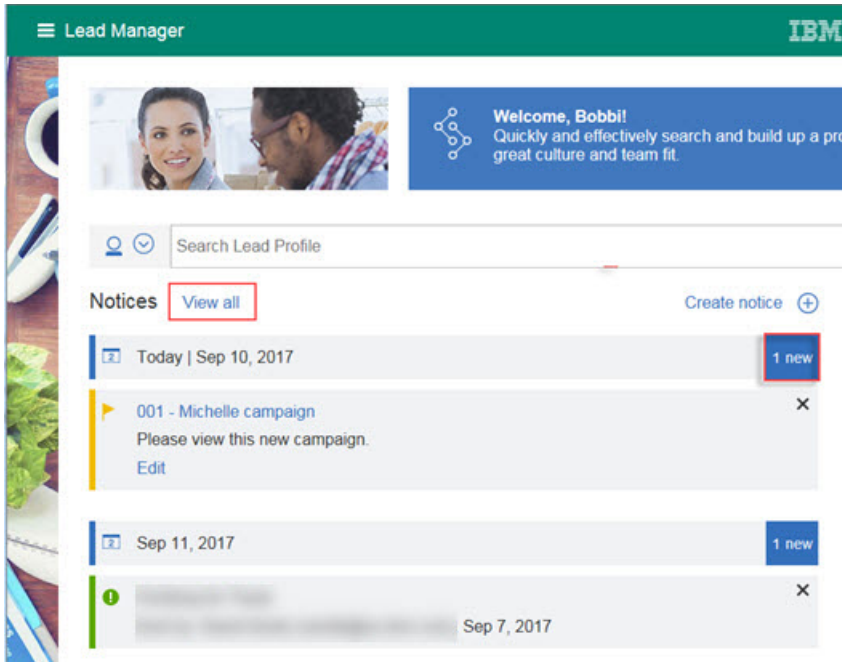 Lead Manager
IBM
Welcome, Bobbi!
Quickly and effectively search and build up a pro
great culture and team fit.
Search Lead Profile
Notices View all Create notice
Today | Sep 10, 2017 1 new
001 - Michelle campaign
Please view this new campaign.
Edit
Sep 11, 2017 1 new
Sep 7, 2017